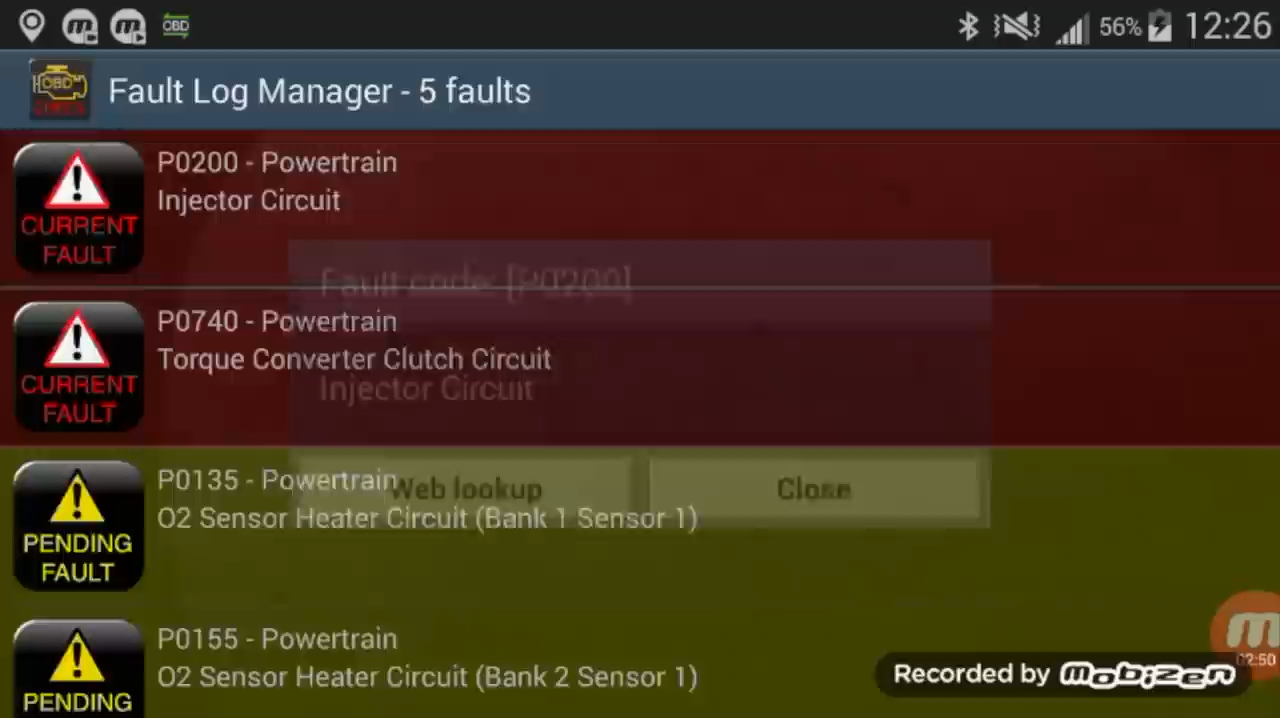 OBD
56%
12:26
OBD
Fault Log Manager - 5 faults
CURRENT
FAULT
P0200 - Powertrain
Injector Circuit
Fault code: [P0200]
CURRENT
FAULT
P0740 - Powertrain
Torque Converter Clutch Circuit
Injector Circuit
PENDING
FAULT
P0135 - Powertrain
Web lookup
Close
O2 Sensor Heater Circuit (Bank 1 Sensor 1)
PENDING
P0155 - Powertrain
O2 Sensor Heater Circuit (Bank 2 Sensor 1)
02:50
Recorded by mobizen